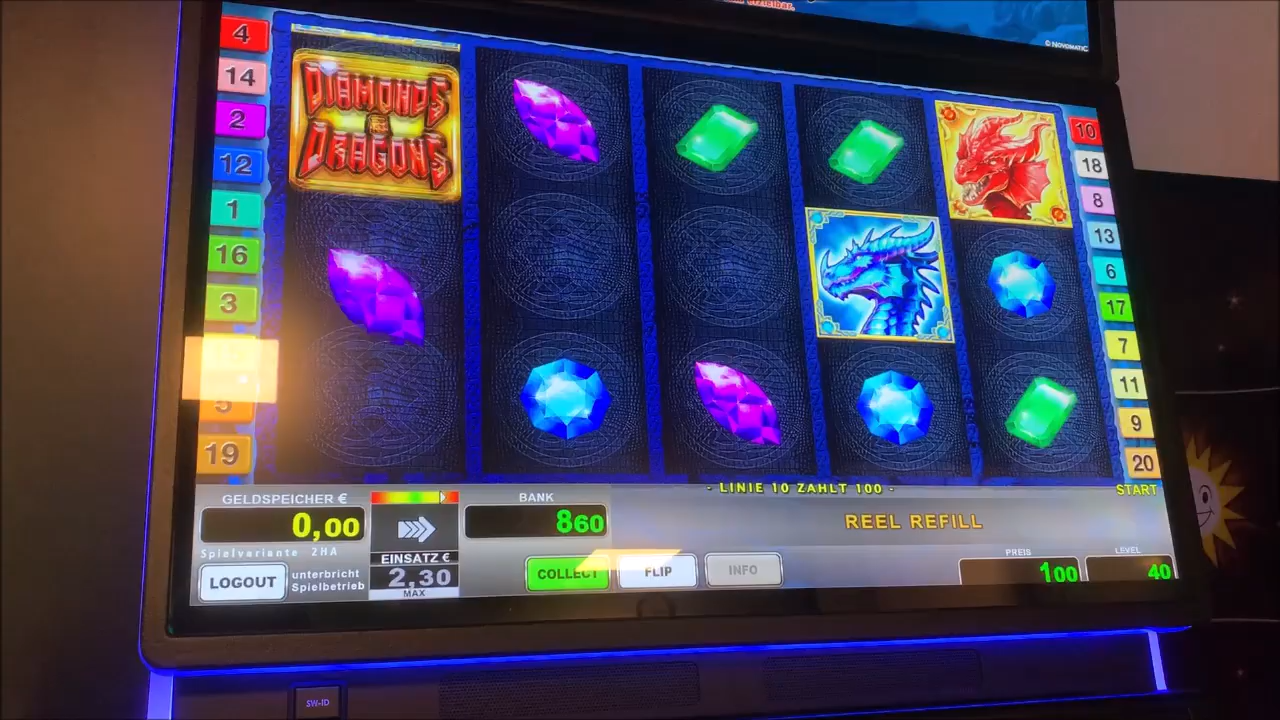 erzielbar.
© NOVOMATIC
4
14
2
12
1
16
3
5
19
DIAMONDS
DRAGONS
10
18
8
13
6
17
7
11
9
20
- LINIE 10 ZAHLT 100 -
START
GELDSPEICHER €
0,00
Spielvariante 2HA
LOGOUT
unterbricht
Spielbetrieb
EINSATZ €
2,30
MAX
BANK
860
REEL REFILL
COLLECT
FLIP
INFO
PREIS
100
LEVEL
40
SW-ID